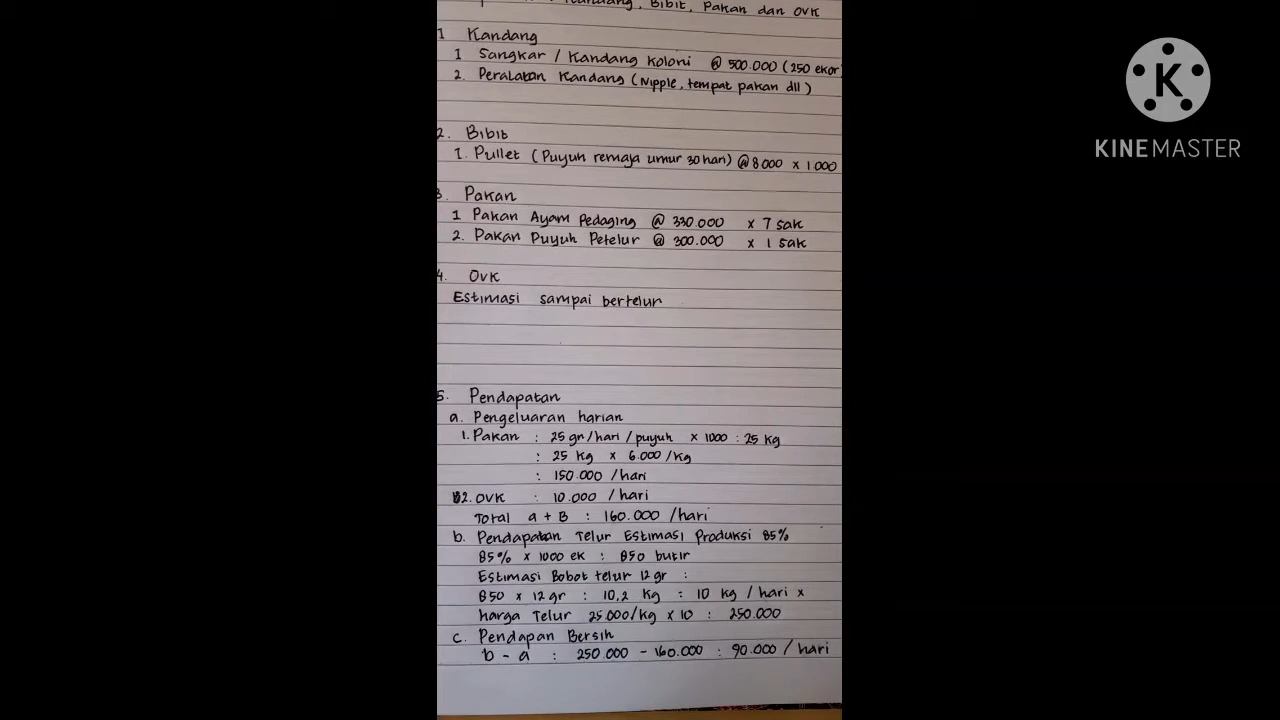 Kandang, Bibit, Pakan dan OVK
1 Kandang
1 Sangkar / Kandang Koloni @ 500.000 (250 ekor)
2. Peralatan Kandang (Nipple, tempat pakan dll)
2. Bibit
1. Pullet (Puyuh remaja umur 30 hari) @ 8.000 x 1.000
3. Pakan
1 Pakan Ayam Pedaging @ 330.000 x 7 sak
2. Pakan Puyuh Petelur @ 300.000 x 1 sak
4. OVK
Estimasi sampai bertelur
5. Pendapatan
a. Pengeluaran harian
1. Pakan : 25 gr/hari/puyuh x 1000 : 25 kg
: 25 kg x 6.000/kg
: 150.000 /hari
2. OVK : 10.000 /hari
Total a + B : 160.000 /hari
b. Pendapatan Telur Estimasi Produksi 85%
85% x 1000 ek : 850 butir
Estimasi Bobot telur 12 gr :
850 x 12 gr : 10,2 kg : 10 kg / hari x
harga Telur 25.000/kg x 10 : 250.000
c. Pendapan Bersih
b - a : 250.000 - 160.000 : 90.000 / hari
K
KINEMASTER